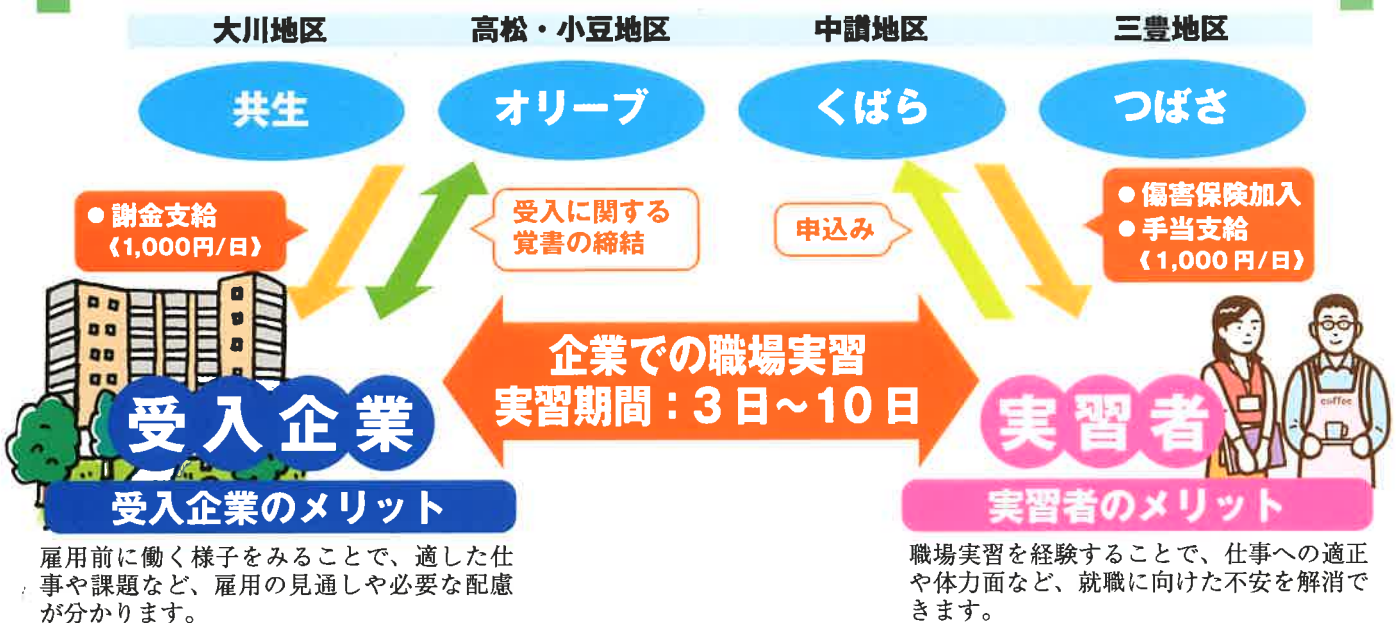 大川地区
高松・小豆地区
中讃地区
三豊地区
共生
オリーブ
くばら
つばさ
● 謝金支給
《1,000円/日》
受入に関する
覚書の締結
申込み
● 傷害保険加入
● 手当支給
《1,000円/日》
企業での職場実習
実習期間：3日～10日
受入企業
実習者
coffee
受入企業のメリット
雇用前に働く様子をみることで、適した仕
事や課題など、雇用の見通しや必要な配慮
が分かります。
実習者のメリット
職場実習を経験することで、仕事への適正
や体力面など、就職に向けた不安を解消で
きます。